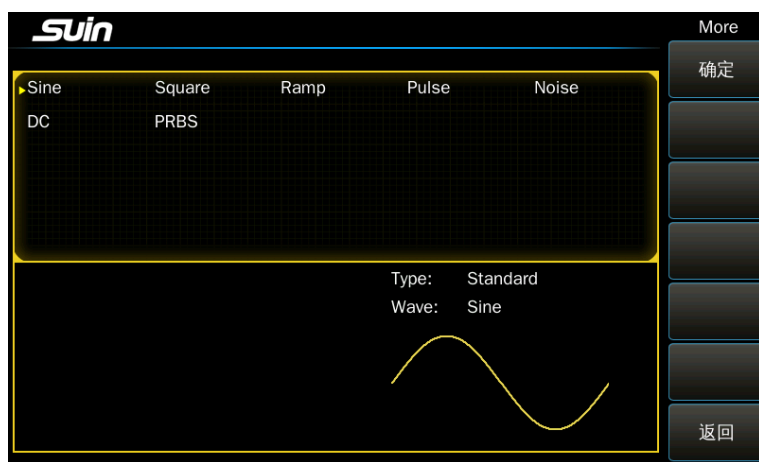 Suin
More
确定
Sine Square Ramp Pulse Noise
DC PRBS
Type: Standard
Wave: Sine
返回